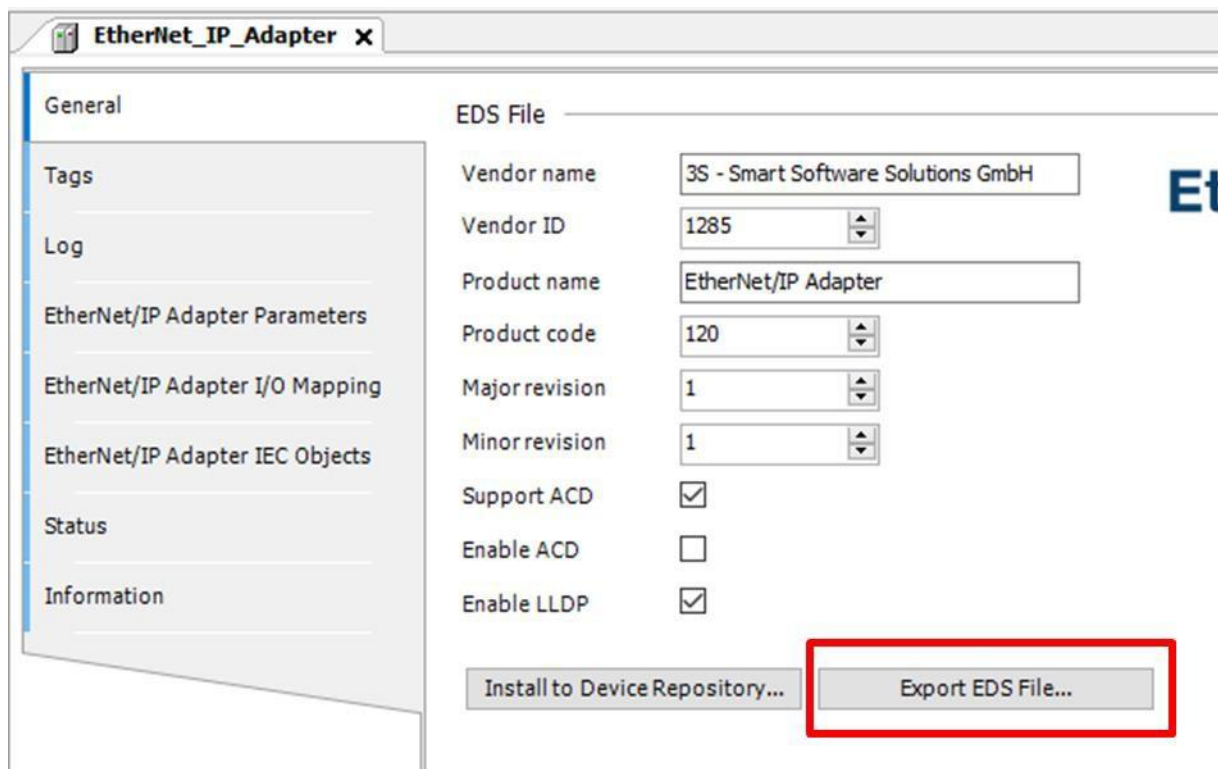 EtherNet_IP_Adapter
General
Tags
Log
EtherNet/IP Adapter Parameters
EtherNet/IP Adapter I/O Mapping
EtherNet/IP Adapter IEC Objects
Status
Information
EDS File
Vendor name 3S - Smart Software Solutions GmbH
Vendor ID 1285
Product name EtherNet/IP Adapter
Product code 120
Major revision 1
Minor revision 1
Support ACD
Enable ACD
Enable LLDP
Install to Device Repository... Export EDS File...
Et